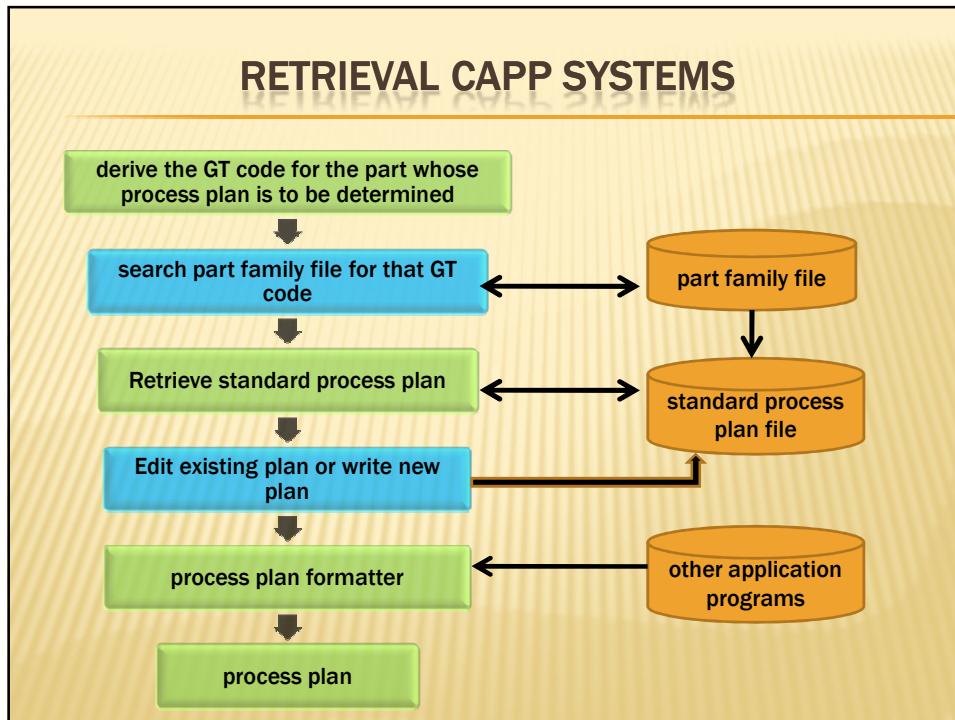 RETRIEVAL CAPP SYSTEMS
derive the GT code for the part whose
process plan is to be determined
search part family file for that GT
code
part family file
Retrieve standard process plan
standard process
plan file
Edit existing plan or write new
plan
process plan formatter
other application
programs
process plan